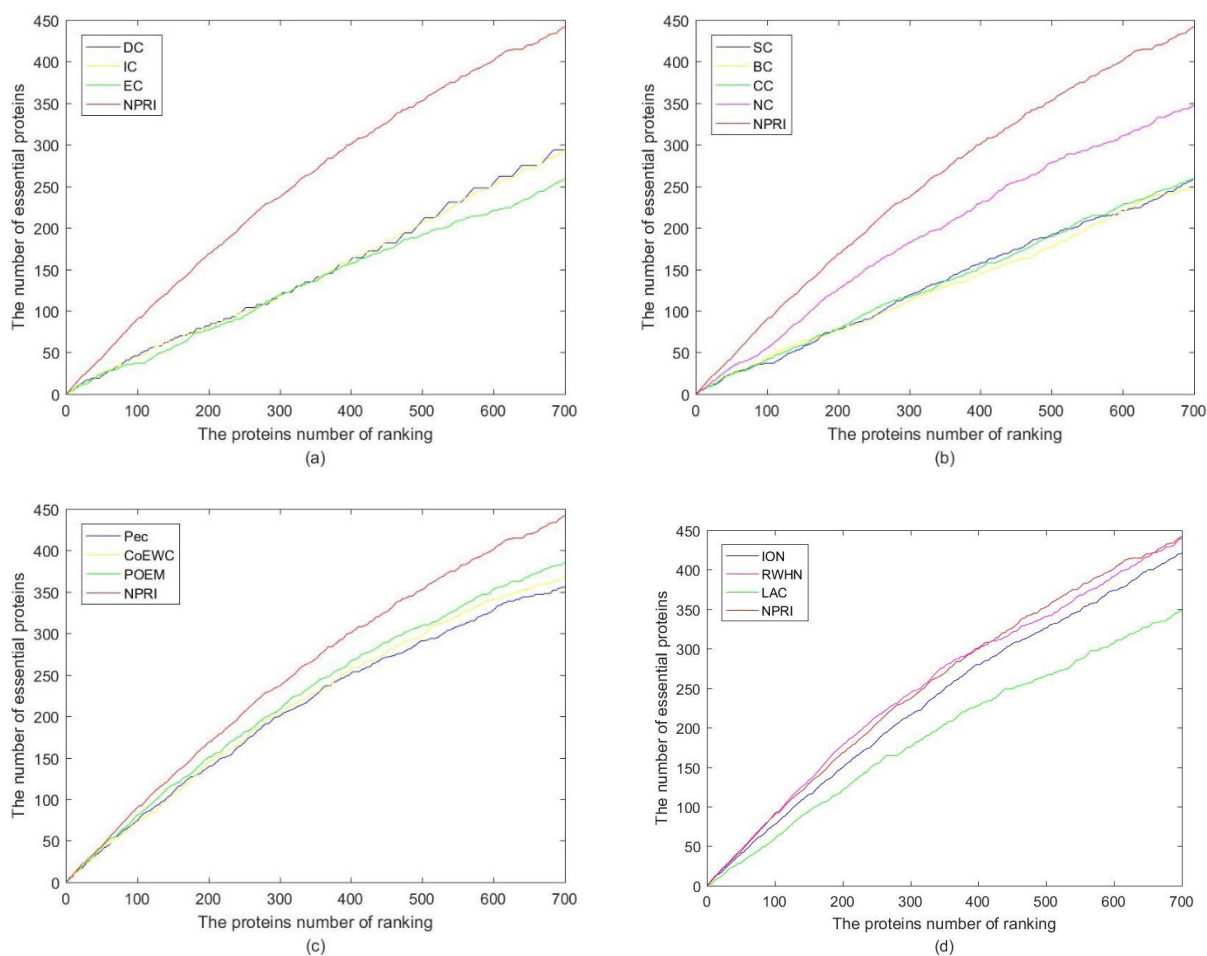 The number of essential proteins
450
400
350
300
250
200
150
100
50
0
DC
IC
EC
NPRI
0 100 200 300 400 500 600 700
The proteins number of ranking
(a)
The number of essential proteins
450
400
350
300
250
200
150
100
50
0
SC
BC
CC
NC
NPRI
0 100 200 300 400 500 600 700
The proteins number of ranking
(b)
The number of essential proteins
450
400
350
300
250
200
150
100
50
0
Pec
CoEWC
POEM
NPRI
0 100 200 300 400 500 600 700
The proteins number of ranking
(c)
The number of essential proteins
450
400
350
300
250
200
150
100
50
0
ION
RWHN
LAC
NPRI
0 100 200 300 400 500 600 700
The proteins number of ranking
(d)